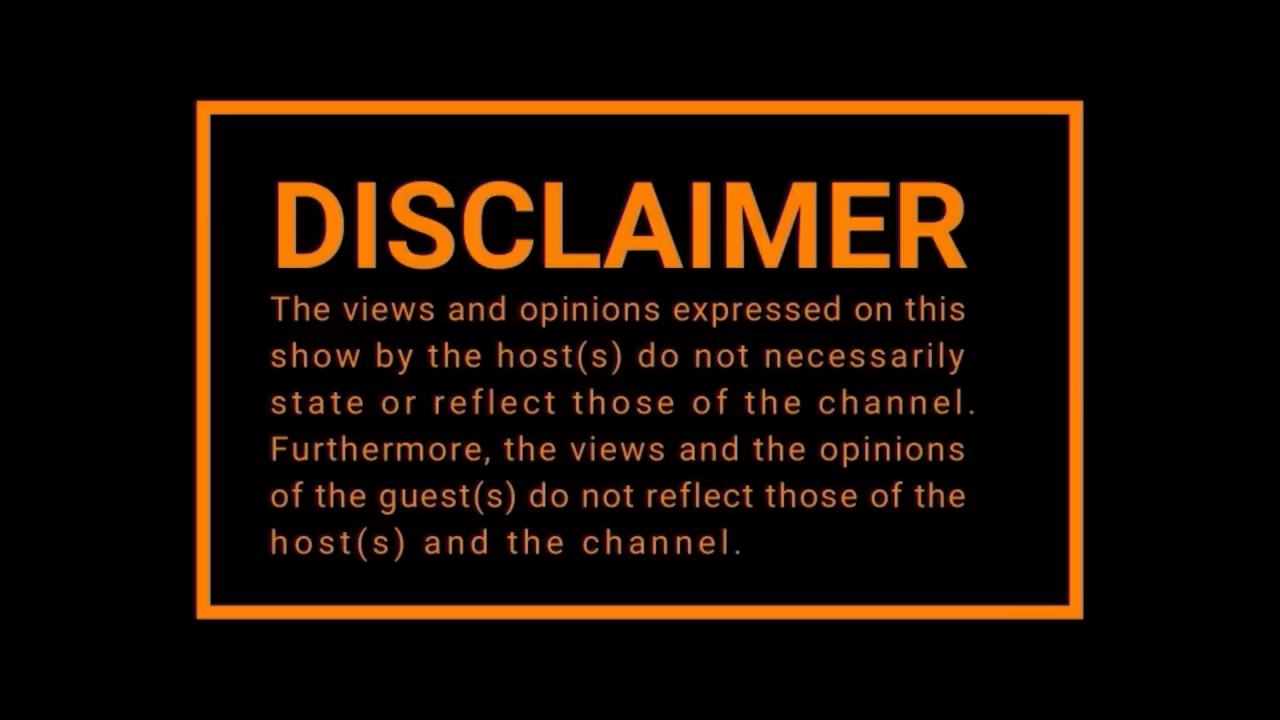 DISCLAIMER
The views and opinions expressed on this
show by the host(s) do not necessarily
state or reflect those of the channel.
Furthermore, the views and the opinions
of the guest(s) do not reflect those of the
host(s) and the channel.